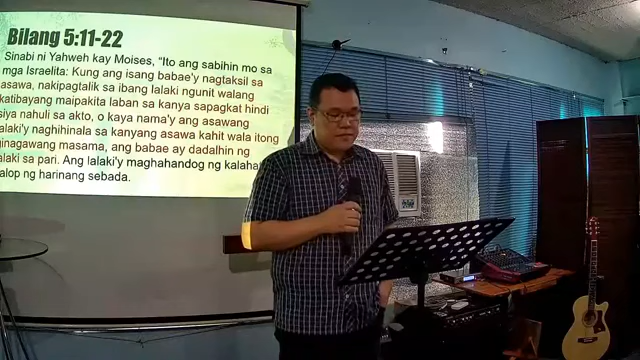 Bilang 5:11-22
Sinabi ni Yahweh kay Moises, "Ito ang sabihin mo sa
mga Israelita: Kung ang isang babae'y nagtaksil sa
asawa, nakipagtalik sa ibang lalaki ngunit walang
katibayang maipakita laban sa kanya sapagkat hindi
siya nahuli sa akto, o kaya nama'y ang asawang
lalaki'y naghihinala sa kanyang asawa kahit wala itong
ginagawang masama, ang babae ay dadalhin ng
lalaki sa pari. Ang lalaki'y maghahandog ng
ng harinang sebada.